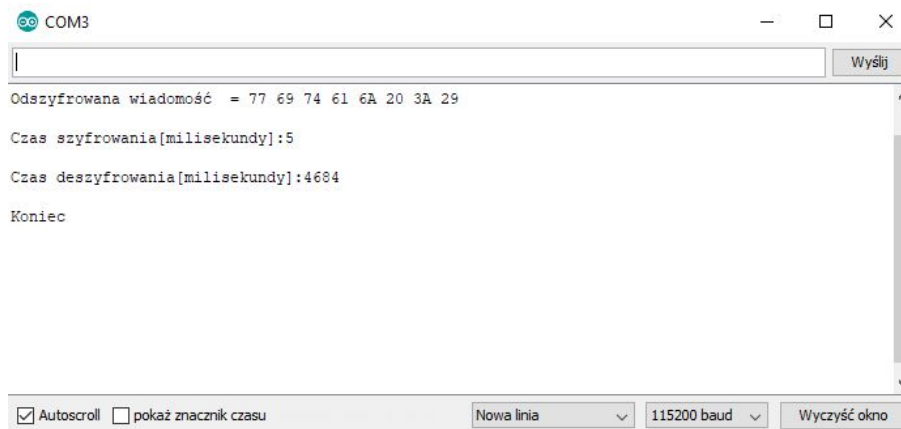 COM3
Wyślij
Odszyfrowana wiadomość = 77 69 74 61 6A 20 3A 29
Czas szyfrowania[milisekundy]:5
Czas deszyfrowania[milisekundy]:4684
Koniec
Autoscroll pokaż znacznik czasu Nowa linia 115200 baud Wyczyść okno